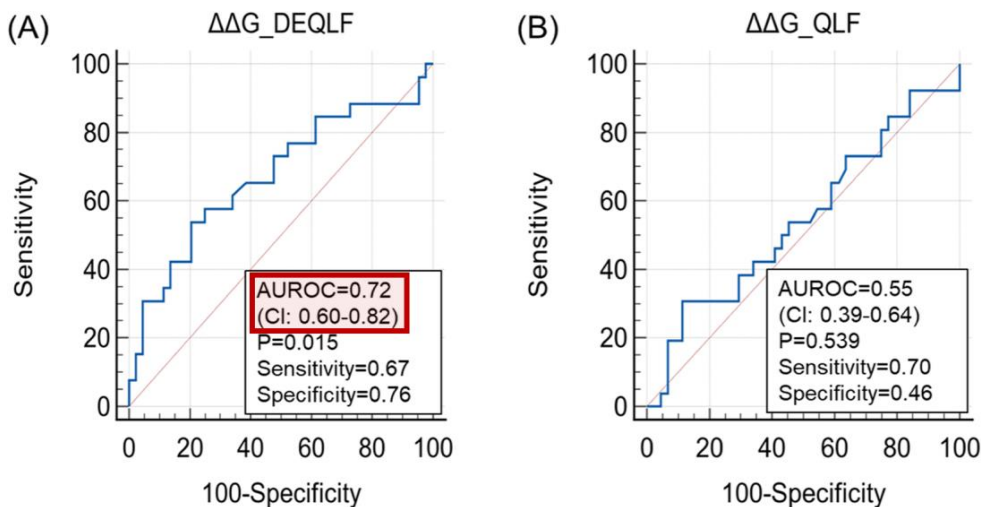 (A)
ΔΔG_DEQLF
100
80
60
40
20
0
Sensitivity
AUROC=0.72
(CI: 0.60-0.82)
P=0.015
Sensitivity=0.67
Specificity=0.76
0 20 40 60 80 100
100-Specificity
(B)
ΔΔG_QLF
100
80
60
40
20
0
Sensitivity
AUROC=0.55
(CI: 0.39-0.64)
P=0.539
Sensitivity=0.70
Specificity=0.46
0 20 40 60 80 100
100-Specificity